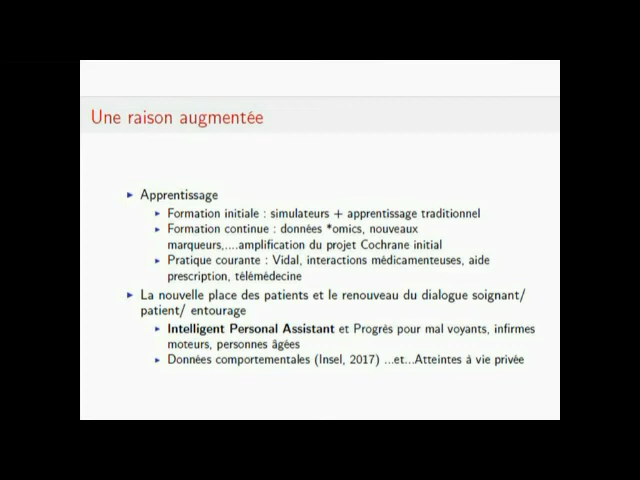 Une raison augmentée
Apprentissage
Formation initiale : simulateurs + apprentissage traditionnel
Formation continue : données *omics, nouveaux
marqueurs,....amplification du projet Cochrane initial
Pratique courante : Vidal, interactions médicamenteuses, aide
prescription, télémédecine
La nouvelle place des patients et le renouveau du dialogue soignant/
patient/ entourage
Intelligent Personal Assistant et Progrès pour mal voyants, infirmes
moteurs, personnes âgées
Données comportementales (Insel, 2017) ...et...Atteintes à vie privée